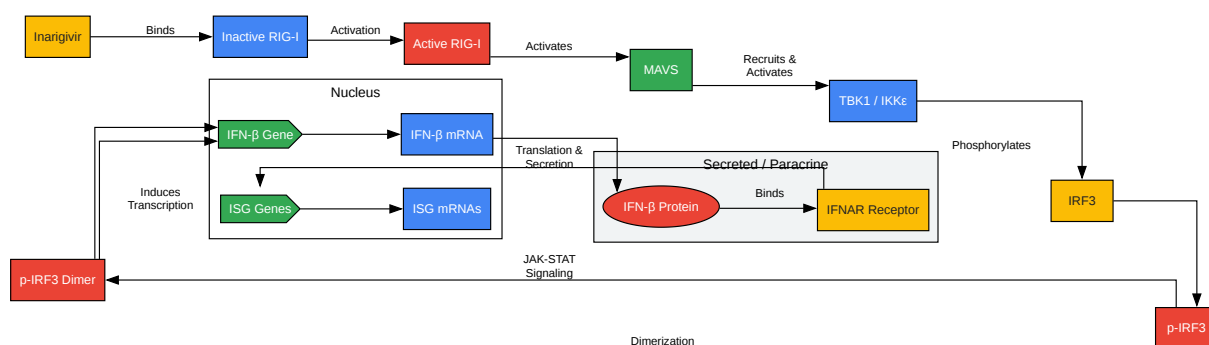 Inarigivir
Binds
Inactive RIG-I
Activation
Active RIG-I
Activates
MAVS
Recruits &
Activates
TBK1 / IKKε
Phosphorylates
IRF3
Nucleus
IFN-β Gene
IFN-β mRNA
Translation &
Secretion
Secreted / Paracrine
ISG Genes
ISG mRNAs
IFN-β Protein
Binds
IFNAR Receptor
Induces
Transcription
p-IRF3 Dimer
JAK-STAT
Signaling
p-IRF3
Dimerization